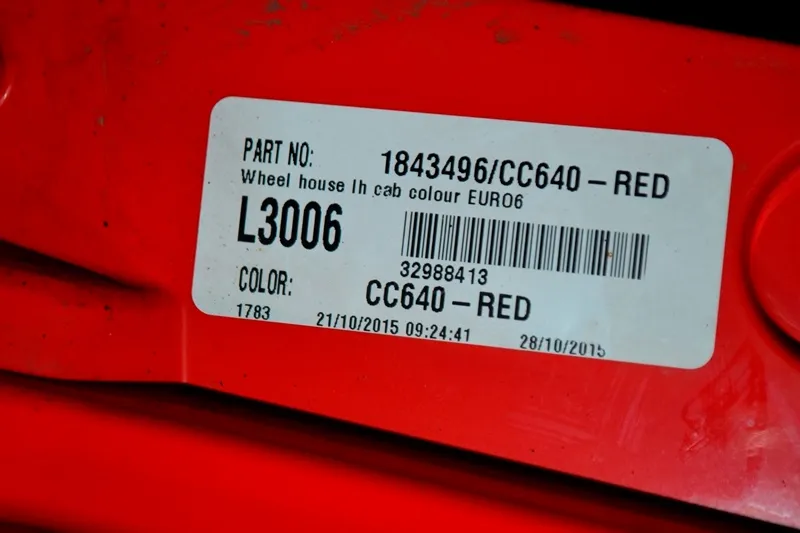 PART NO: 1843496/CC640-RED
Wheel house lh cab colour EURO6
L3006
32988413
COLOR: CC640-RED
1783 21/10/2015 09:24:41 28/10/2015